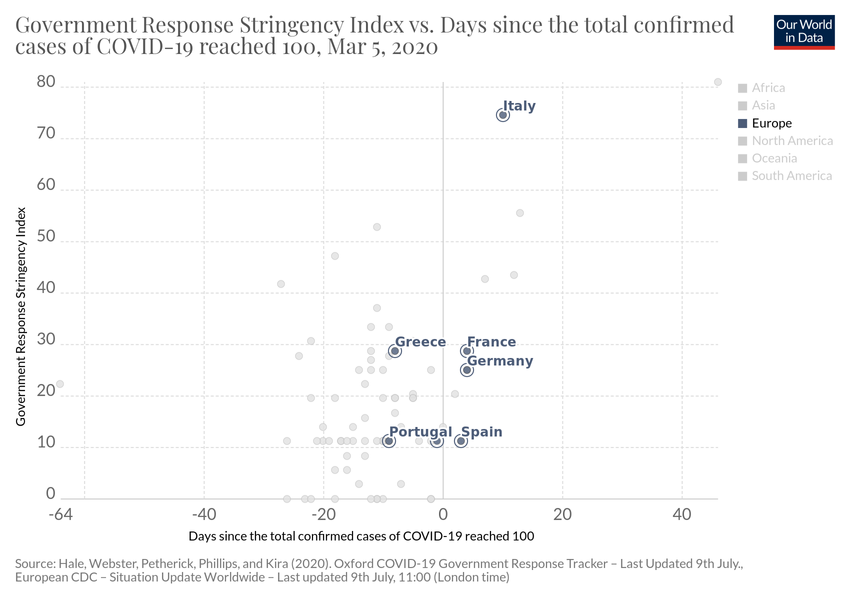 Government Response Stringency Index vs. Days since the total confirmed
cases of COVID-19 reached 100, Mar 5, 2020
Our World
in Data
80
70
60
50
40
30
20
10
0
Government Response Stringency Index
Italy
Greece
France
Germany
Portugal
Spain
Africa
Asia
Europe
North America
Oceania
South America
-64
-40
-20
0
20
40
Days since the total confirmed cases of COVID-19 reached 100
Source: Hale, Webster, Petherick, Phillips, and Kira (2020). Oxford COVID-19 Government Response Tracker – Last Updated 9th July.,
European CDC – Situation Update Worldwide – Last updated 9th July, 11:00 (London time)